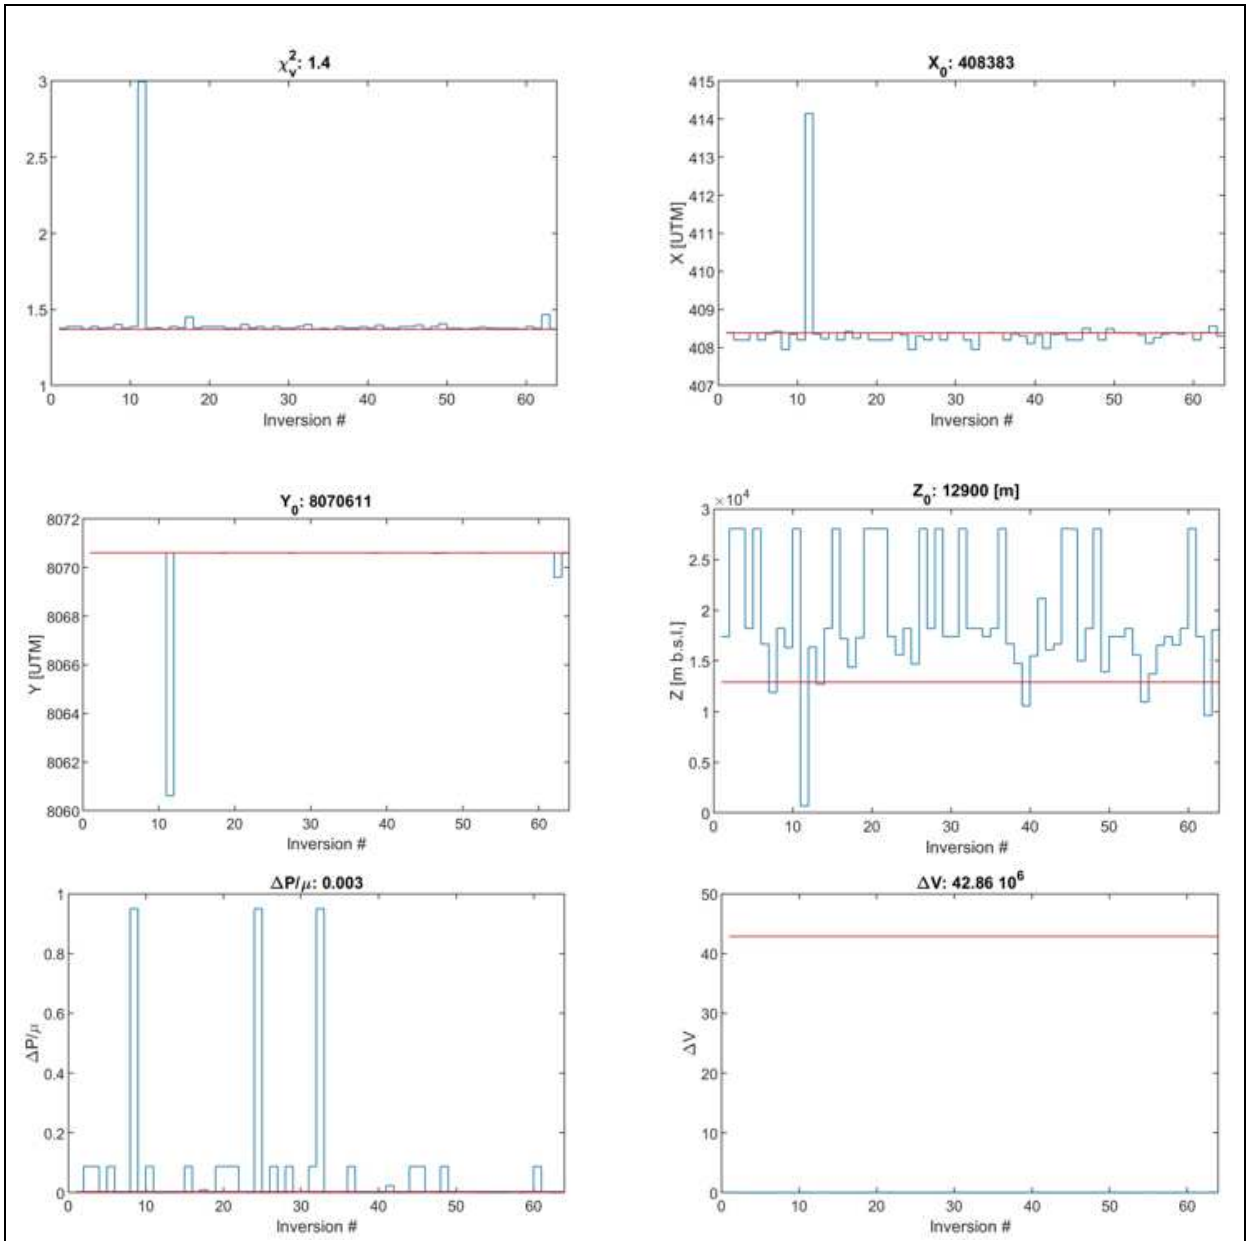 χ²ᵥ: 1.4
3
2.5
2
1.5
1
0 10 20 30 40 50 60
Inversion #
X₀: 408383
X [UTM]
415
414
413
412
411
410
409
408
407
0 10 20 30 40 50 60
Inversion #
Y₀: 8070611
Y [UTM]
8072
8070
8068
8066
8064
8062
8060
0 10 20 30 40 50 60
Inversion #
Z₀: 12900 [m]
×10⁴
Z [m b.s.l.]
3
2.5
2
1.5
1
0.5
0
0 10 20 30 40 50 60
Inversion #
ΔP/μ: 0.003
ΔP/μ
1
0.8
0.6
0.4
0.2
0
0 10 20 30 40 50 60
Inversion #
ΔV: 42.86 10⁶
ΔV
50
40
30
20
10
0
0 10 20 30 40 50 60
Inversion #